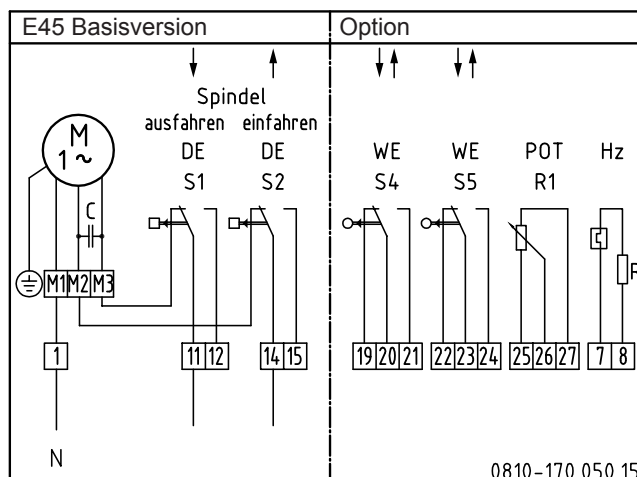 E45 Basisversion
Option
Spindel
ausfahren einfahren
M
1 ~
DE DE WE WE POT Hz
S1 S2 S4 S5 R1
C
R
M1 M2 M3
1 11 12 14 15 19 20 21 22 23 24 25 26 27 7 8
N
0810-170 050 15